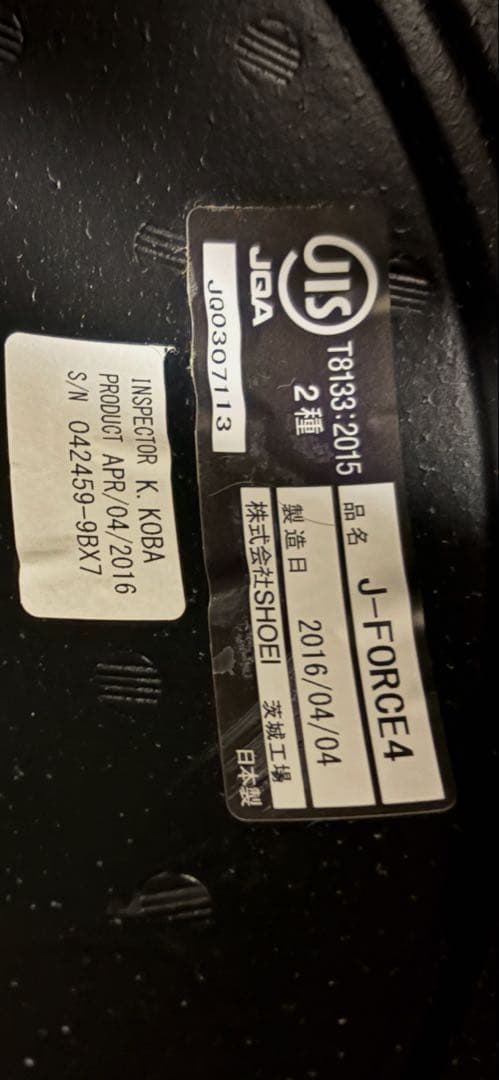 JIS
T8133:2015
2種
JQA
JQ0307113
品名 J-FORCE4
製造日 2016/04/04
株式会社SHOEI 茨城工場
日本製
INSPECTOR K. KOBA
PRODUCT APR/04/2016
S/N 042459-9BX7